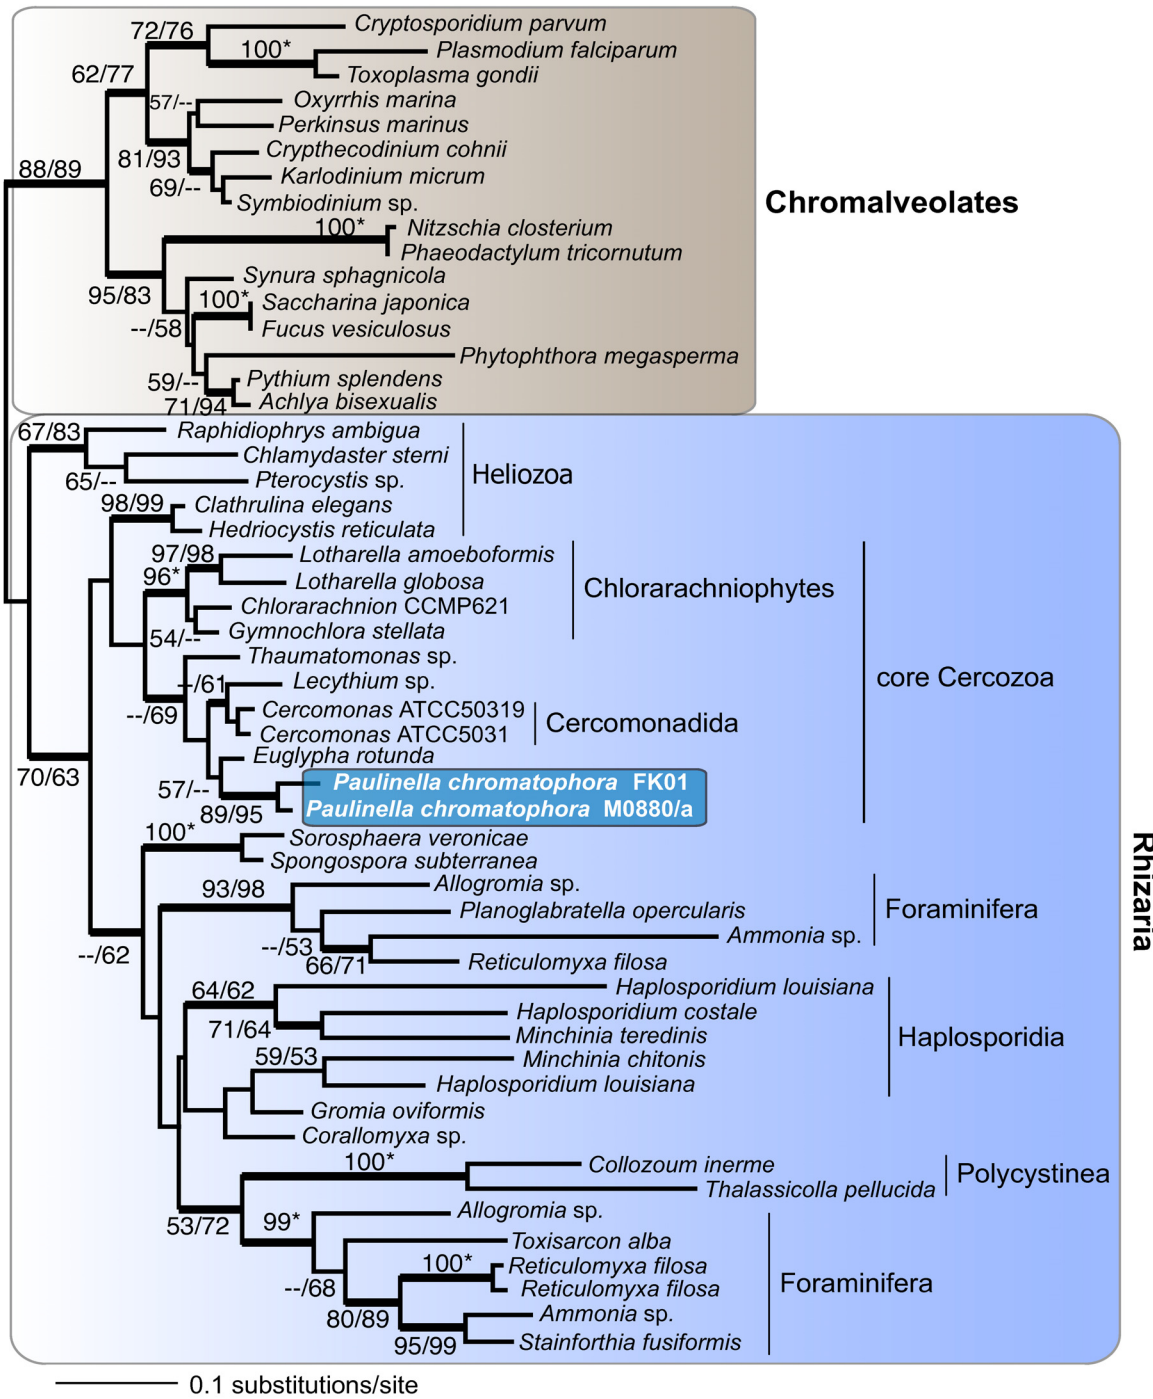 72/76
Cryptosporidium parvum
100*
Plasmodium falciparum
Toxoplasma gondii
62/77
57/--
Oxyrrhis marina
Perkinsus marinus
81/93
Crypthecodinium cohnii
69/--
Karlodinium micrum
Symbiodinium sp.
88/89
Chromalveolates
100*
Nitzschia closterium
Phaeodactylum tricornutum
95/83
Synura sphagnicola
100*
Saccharina japonica
--/58
Fucus vesiculosus
Phytophthora megasperma
59/--
Pythium splendens
71/94
Achlya bisexualis
67/83
Raphidiophrys ambigua
Chlamydaster sterni
65/--
Pterocystis sp.
Heliozoa
98/99
Clathrulina elegans
Hedriocystis reticulata
97/98
Lotharella amoeboformis
96*
Lotharella globosa
Chlorarachniophytes
Chlorarachnion CCMP621
54/--
Gymnochlora stellata
Thaumatomonas sp.
--/61
Lecythium sp.
core Cercozoa
--/69
Cercomonas ATCC50319
Cercomonas ATCC5031
Cercomonadida
Euglypha rotunda
70/63
57/--
Paulinella chromatophora FK01
89/95
Paulinella chromatophora M0880/a
100*
Sorosphaera veronicae
Spongospora subterranea
Rhizaria
93/98
Allogromia sp.
Planoglabratella opercularis
Foraminifera
--/62
--/53
Ammonia sp.
66/71
Reticulomyxa filosa
64/62
Haplosporidium louisiana
Haplosporidium costale
71/64
Minchinia teredinis
Haplosporidia
59/53
Minchinia chitonis
Haplosporidium louisiana
Gromia oviformis
Corallomyxa sp.
100*
Collozoum inerme
Polycystinea
Thalassicolla pellucida
53/72
99*
Allogromia sp.
Toxisarcon alba
100*
Reticulomyxa filosa
--/68
Reticulomyxa filosa
Foraminifera
80/89
Ammonia sp.
95/99
Stainforthia fusiformis
0.1 substitutions/site